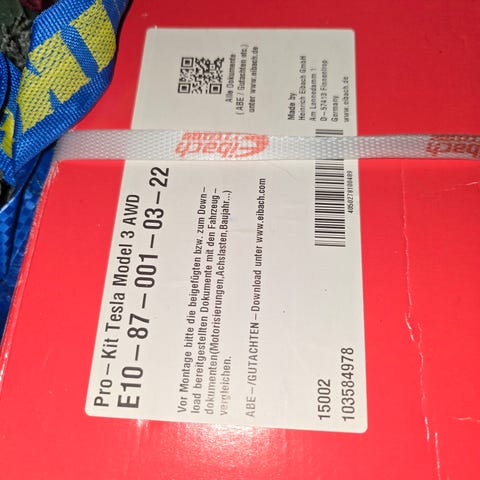 Pro-Kit Tesla Model 3 AWD
E10-87-001-03-22
Vor Montage bitte die beigefügten bzw. zum Down-
load bereitgestellten Dokumente mit den Fahrzeug-
dokumenten(Motorisierungen,Achslasten,Baujahr...)
vergleichen.
ABE-/GUTACHTEN-Download unter www.eibach.com
15002
103584978
Alle Dokumente
(ABE / Gutachten etc.)
unter www.eibach.de
Made by:
Heinrich Eibach GmbH
Am Lennedamm 1
D-57413 Finnentrop
Germany
www.eibach.de
Eibach